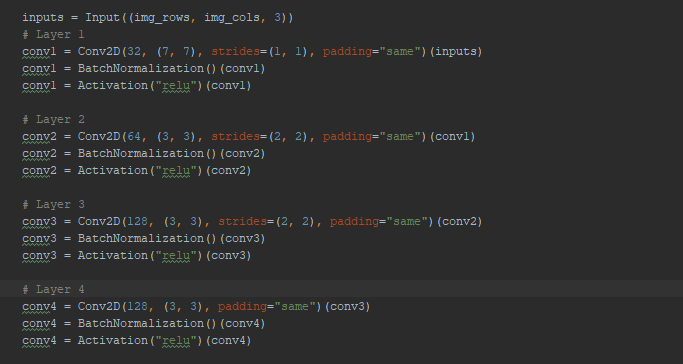 inputs = Input((img_rows, img_cols, 3))
# Layer 1
conv1 = Conv2D(32, (7, 7), strides=(1, 1), padding="same")(inputs)
conv1 = BatchNormalization()(conv1)
conv1 = Activation("relu")(conv1)
# Layer 2
conv2 = Conv2D(64, (3, 3), strides=(2, 2), padding="same")(conv1)
conv2 = BatchNormalization()(conv2)
conv2 = Activation("relu")(conv2)
# Layer 3
conv3 = Conv2D(128, (3, 3), strides=(2, 2), padding="same")(conv2)
conv3 = BatchNormalization()(conv3)
conv3 = Activation("relu")(conv3)
# Layer 4
conv4 = Conv2D(128, (3, 3), padding="same")(conv3)
conv4 = BatchNormalization()(conv4)
conv4 = Activation("relu")(conv4)